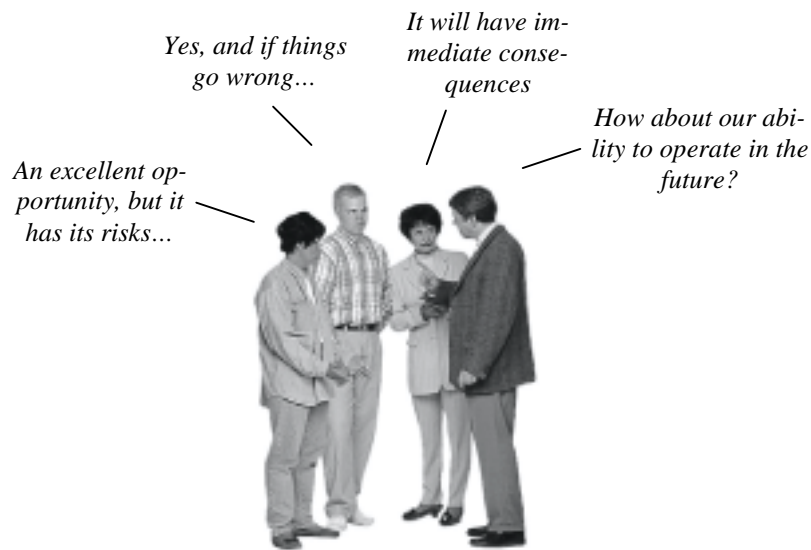 An excellent op-
portunity, but it
has its risks...
Yes, and if things
go wrong...
It will have im-
mediate conse-
quences
How about our abi-
lity to operate in the
future?